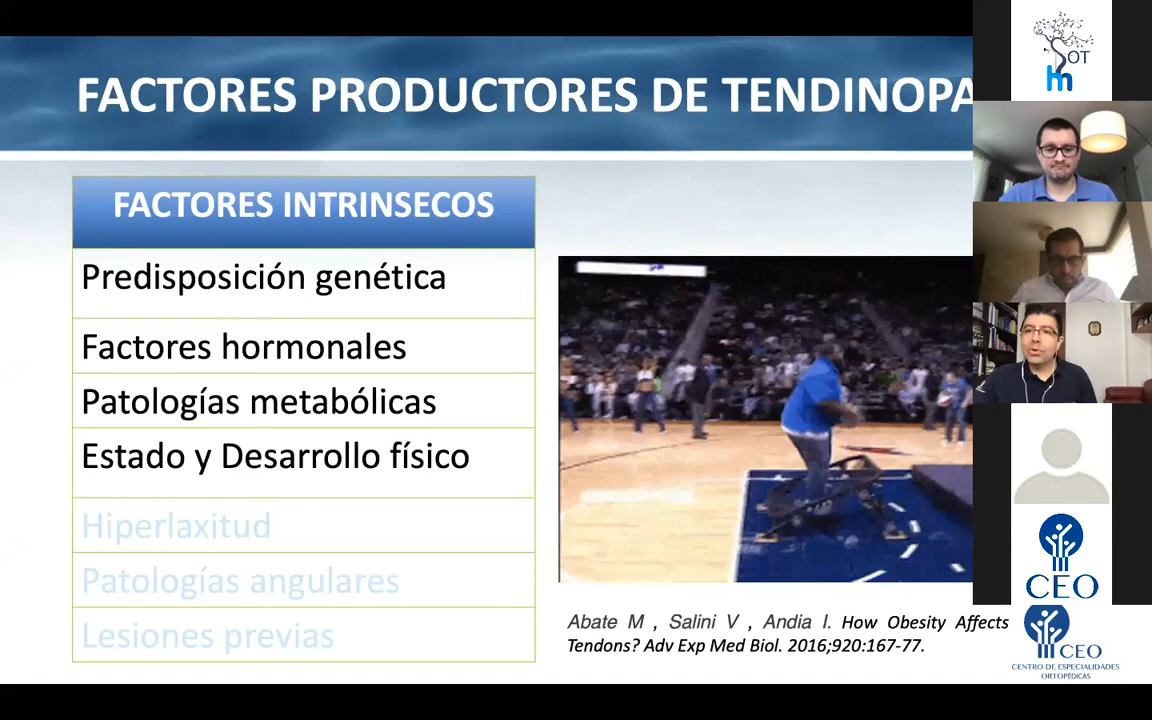 FACTORES PRODUCTORES DE TENDINOPA
FACTORES INTRINSECOS
Predisposición genética
Factores hormonales
Patologías metabólicas
Estado y Desarrollo físico
Hiperlaxitud
Patologías angulares
Lesiones previas
Abate M , Salini V , Andia I. How Obesity Affects
Tendons? Adv Exp Med Biol. 2016;920:167-77.
SOT
hm
CEO
CEO
CENTRO DE ESPECIALIDADES
ORTOPÉDICAS